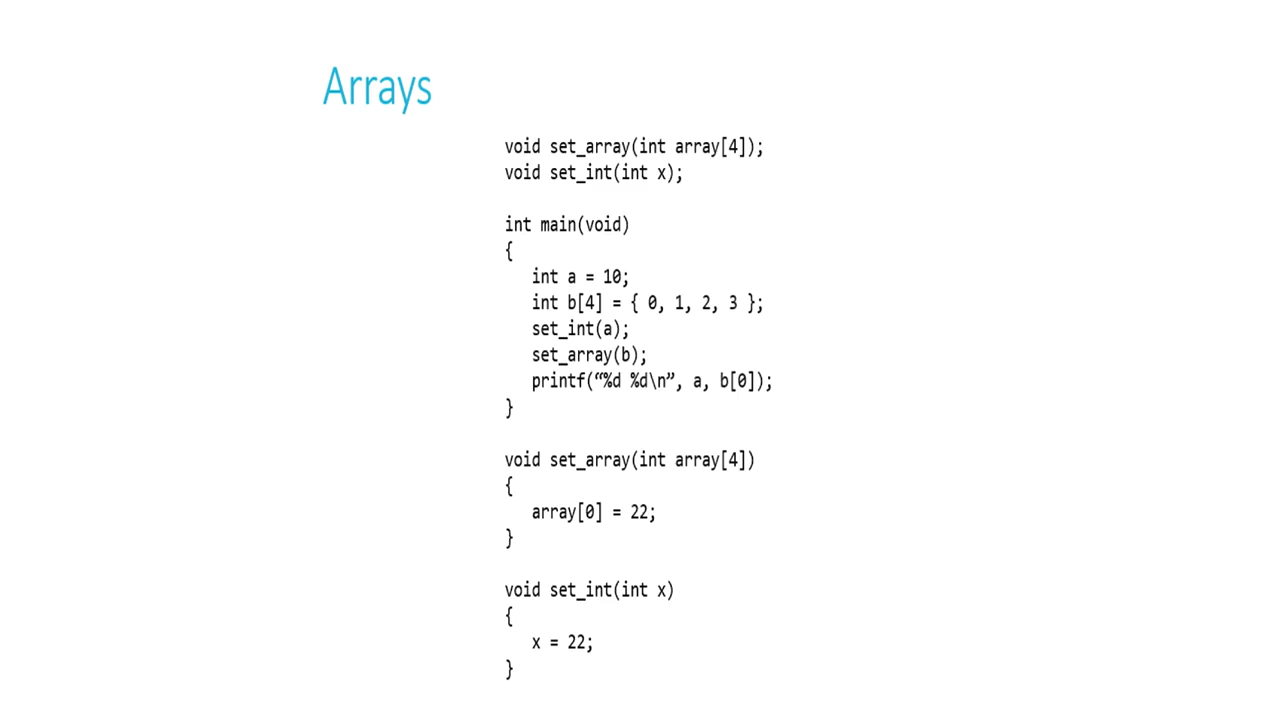 Arrays
void set_array(int array[4]);
void set_int(int x);
int main(void)
{
int a = 10;
int b[4] = { 0, 1, 2, 3 };
set_int(a);
set_array(b);
printf(“%d %d\n”, a, b[0]);
}
void set_array(int array[4])
{
array[0] = 22;
}
void set_int(int x)
{
x = 22;
}